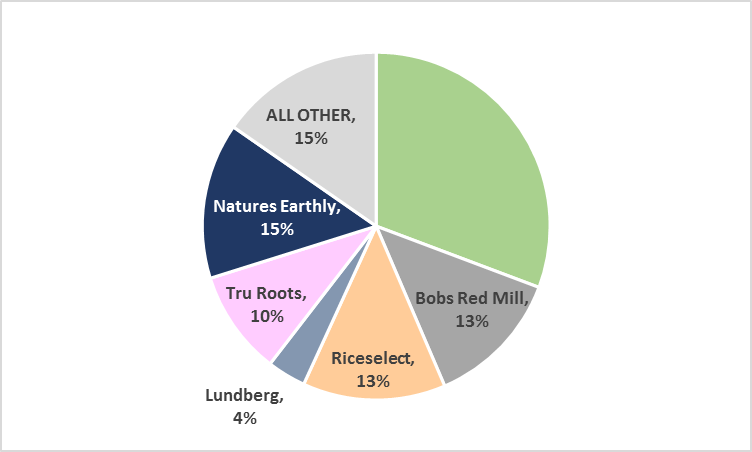 ALL OTHER,
15%
Natures Earthly,
15%
Tru Roots,
10%
Lundberg,
4%
Riceselect,
13%
Bobs Red Mill,
13%